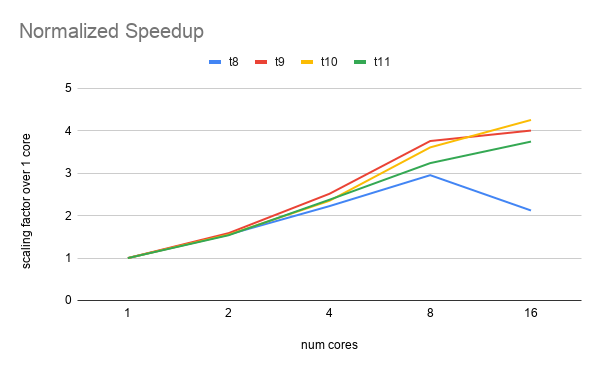 Normalized Speedup
t8 t9 t10 t11
5
4
3
2
1
0
scaling factor over 1 core
1 2 4 8 16
num cores